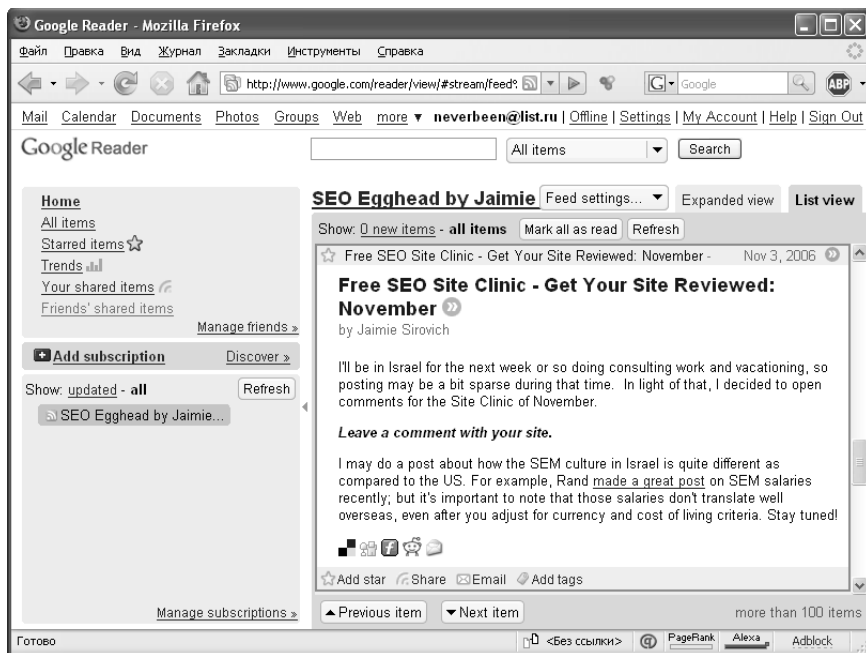 Google Reader - Mozilla Firefox
Файл Правка Вид Журнал Закладки Инструменты Справка
http://www.google.com/reader/view/#stream/feed% Google ABP
Mail Calendar Documents Photos Groups Web more ▼ neverbeen@list.ru | Offline | Settings | My Account | Help | Sign Out
Google Reader All items Search
Home
All items
Starred items
Trends
Your shared items
Friends' shared items
Manage friends »
Add subscription Discover »
Show: updated - all Refresh
SEO Egghead by Jaimie...
Manage subscriptions »
SEO Egghead by Jaimie Feed settings... Expanded view List view
Show: 0 new items - all items Mark all as read Refresh
Free SEO Site Clinic - Get Your Site Reviewed: November - Nov 3, 2006
Free SEO Site Clinic - Get Your Site Reviewed:
November
by Jaimie Sirovich
I'll be in Israel for the next week or so doing consulting work and vacationing, so
posting may be a bit sparse during that time. In light of that, I decided to open
comments for the Site Clinic of November.
Leave a comment with your site.
I may do a post about how the SEM culture in Israel is quite different as
compared to the US. For example, Rand made a great post on SEM salaries
recently; but it's important to note that those salaries don't translate well
overseas, even after you adjust for currency and cost of living criteria. Stay tuned!
Add star Share Email Add tags
Previous item Next item more than 100 items
Готово <Без ссылки> PageRank Alexa Adblock